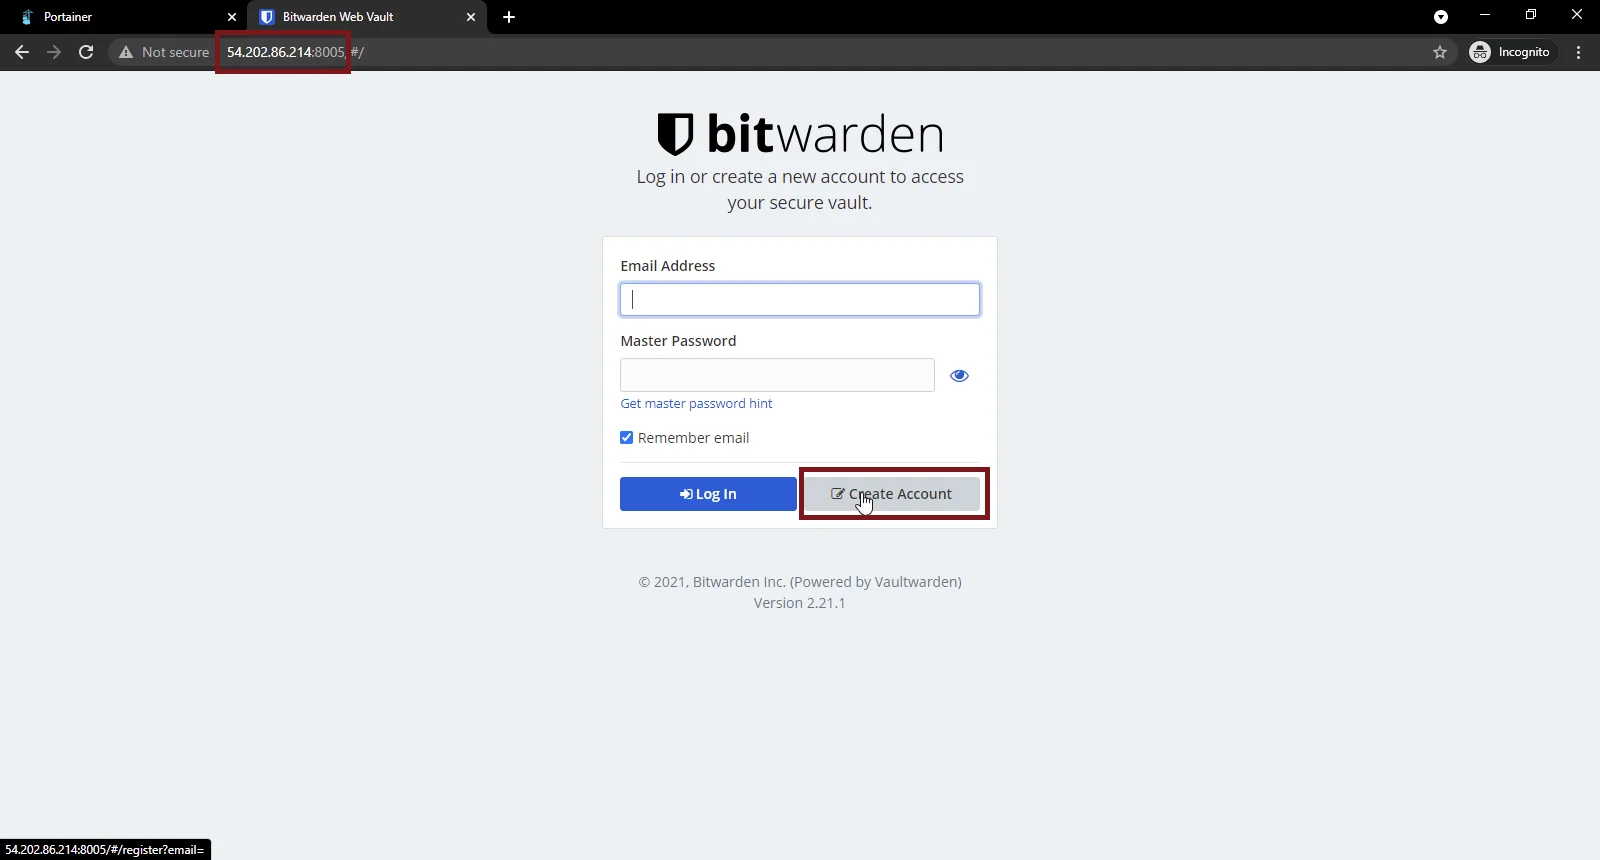 Portainer
Bitwarden Web Vault
Not secure
54.202.86.214:8005/#/
Incognito
bitwarden
Log in or create a new account to access
your secure vault.
Email Address
Master Password
Get master password hint
Remember email
Log In
Create Account
© 2021, Bitwarden Inc. (Powered by Vaultwarden)
Version 2.21.1
54.202.86.214:8005/#/register?email=